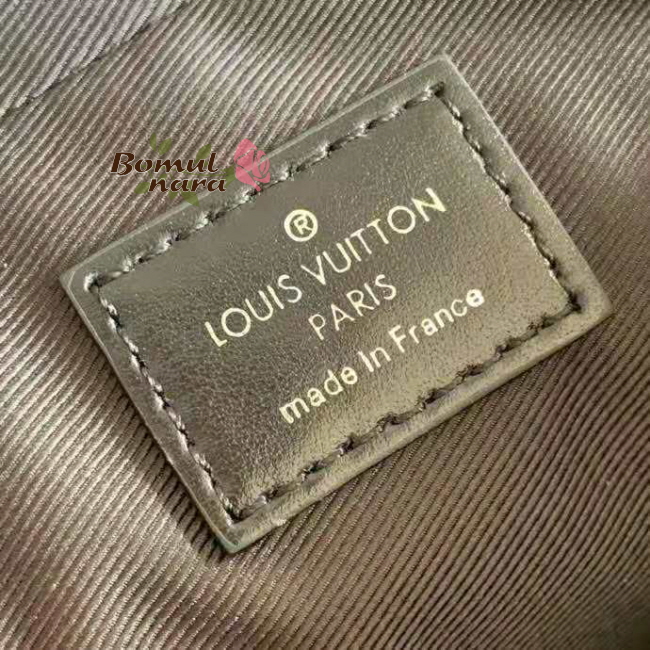 Bomul
nara
®
LOUIS VUITTON
PARIS
made In France